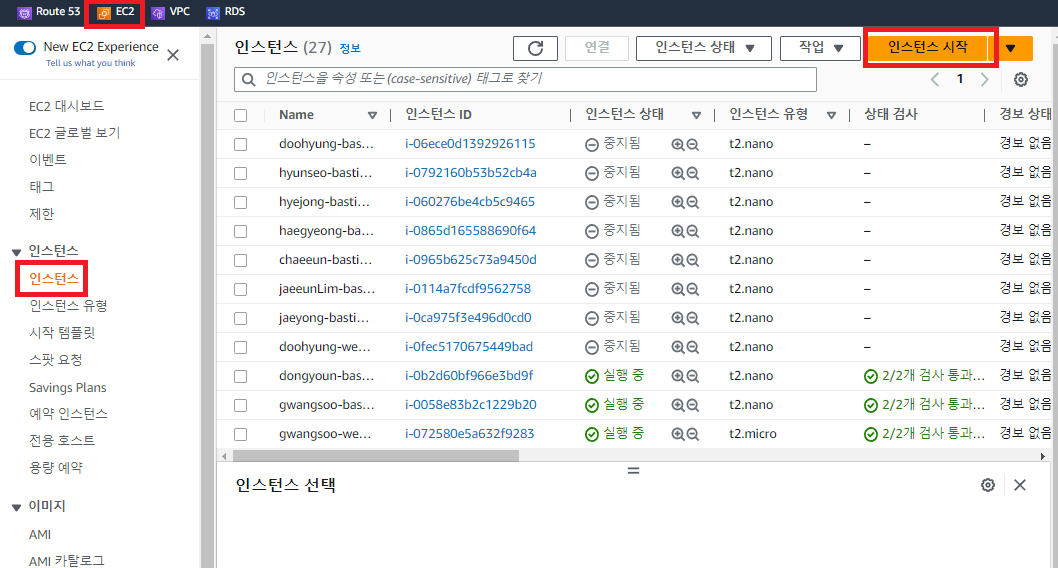 Route 53 EC2 VPC RDS
New EC2 Experience
Tell us what you think
EC2 대시보드
EC2 글로벌 보기
이벤트
태그
제한
인스턴스
인스턴스
인스턴스 유형
시작 템플릿
스팟 요청
Savings Plans
예약 인스턴스
전용 호스트
용량 예약
이미지
AMI
AMI 카탈로그
인스턴스 (27) 정보
연결
인스턴스 상태
작업
인스턴스 시작
인스턴스을 속성 또는 (case-sensitive) 태그로 찾기
1
Name 인스턴스 ID 인스턴스 상태 인스턴스 유형 상태 검사 경보 상태
doohyung-bas... i-06ece0d1392926115 중지됨 t2.nano – 경보 없음
hyunseo-basti... i-0792160b53b52cb4a 중지됨 t2.nano – 경보 없음
hyejong-basti... i-060276be4cb5c9465 중지됨 t2.nano – 경보 없음
haegyeong-ba... i-0865d165588690f64 중지됨 t2.nano – 경보 없음
chaeeun-basti... i-0965b625c73a9450d 중지됨 t2.nano – 경보 없음
jaeeunLim-bas... i-0114a7fcdf9562758 중지됨 t2.nano – 경보 없음
jaeyong-basti... i-0ca975f3e496d0cd0 중지됨 t2.nano – 경보 없음
doohyung-we... i-0fec5170675449bad 중지됨 t2.nano – 경보 없음
dongyoun-bas... i-0b2d60bf966e3bd9f 실행 중 t2.nano 2/2개 검사 통과... 경보 없음
gwangsoo-bas... i-0058e83b2c1229b20 실행 중 t2.nano 2/2개 검사 통과... 경보 없음
gwangsoo-we... i-072580e5a632f9283 실행 중 t2.micro 2/2개 검사 통과... 경보 없음
인스턴스 선택